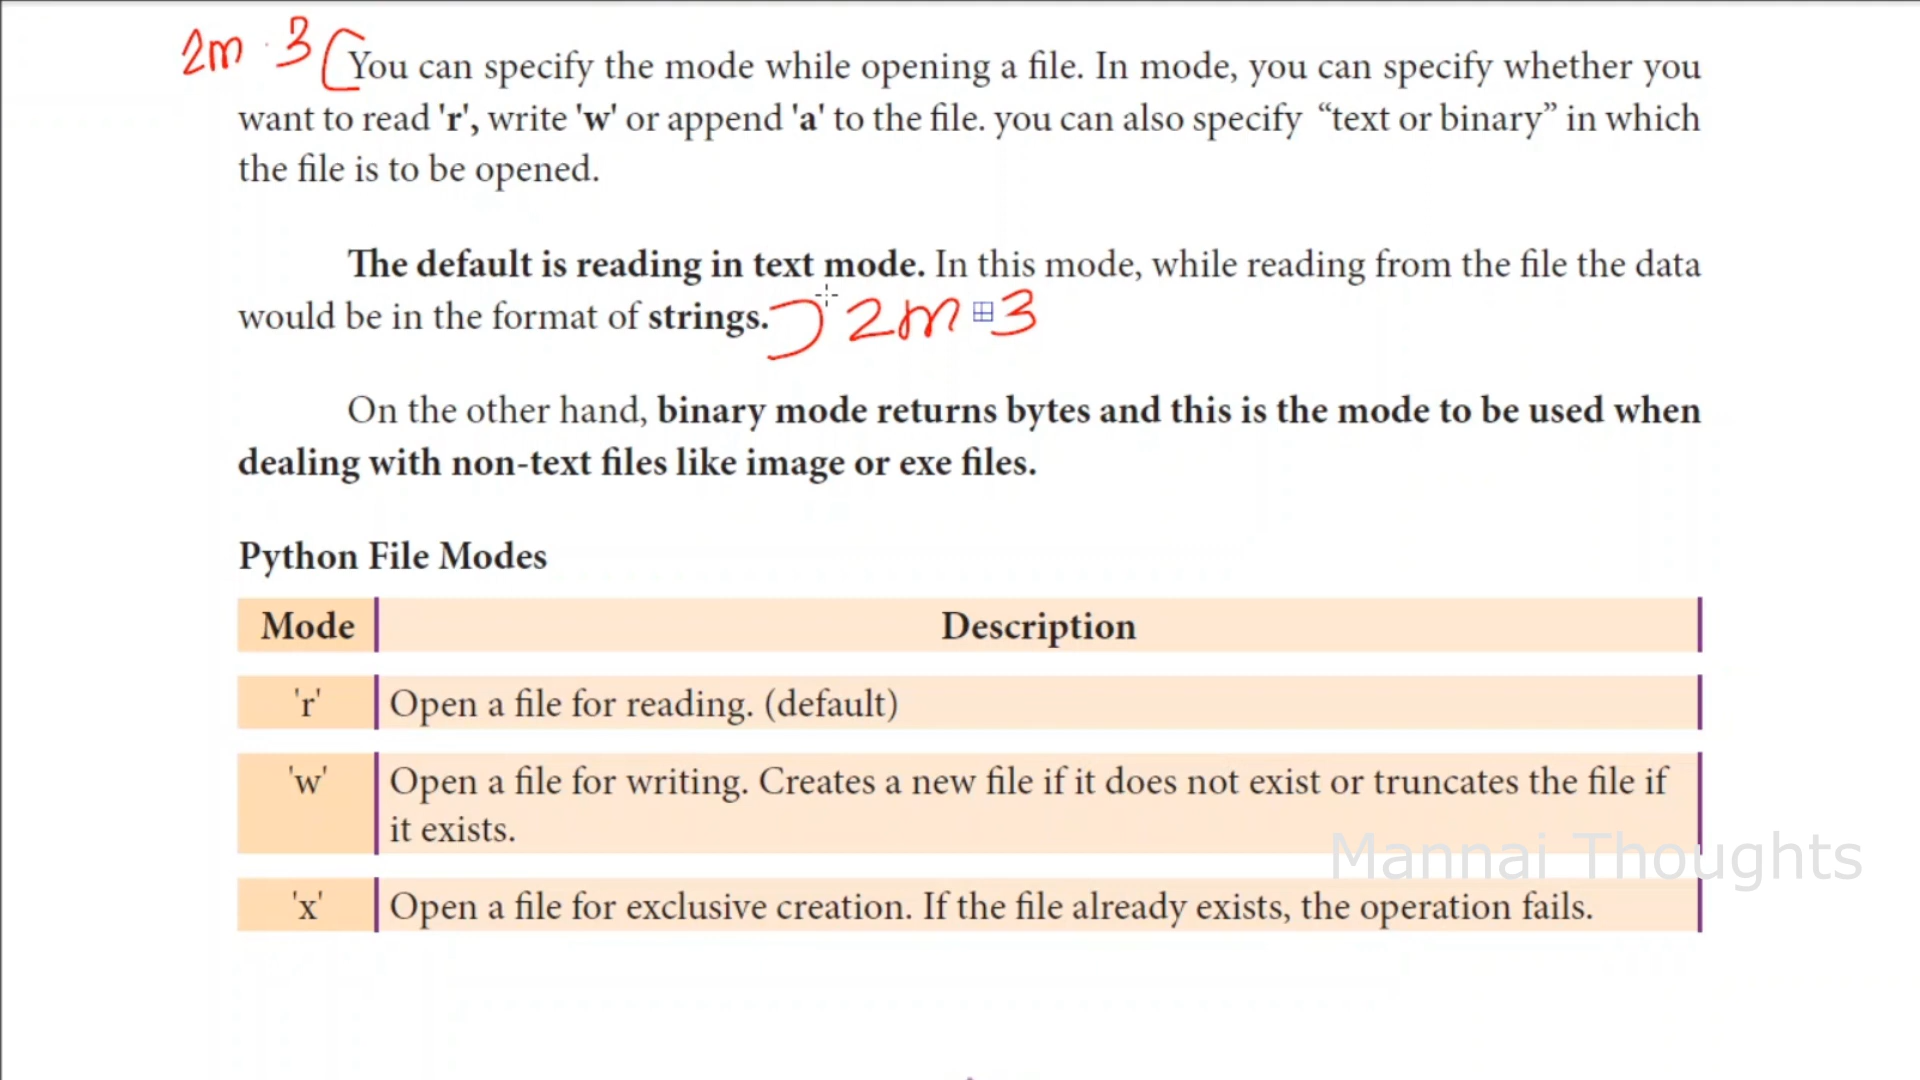 2m 3 You can specify the mode while opening a file. In mode, you can specify whether you
want to read 'r', write 'w' or append 'a' to the file. you can also specify “text or binary” in which
the file is to be opened.
The default is reading in text mode. In this mode, while reading from the file the data
would be in the format of strings. 2m 3
On the other hand, binary mode returns bytes and this is the mode to be used when
dealing with non-text files like image or exe files.
Python File Modes
Mode Description
'r' Open a file for reading. (default)
'w' Open a file for writing. Creates a new file if it does not exist or truncates the file if
it exists.
Mannai Thoughts
'x' Open a file for exclusive creation. If the file already exists, the operation fails.